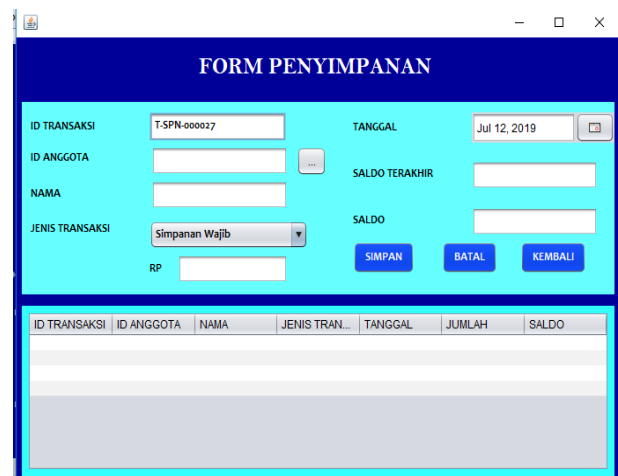 FORM PENYIMPANAN
ID TRANSAKSI T-SPN-000027 TANGGAL Jul 12, 2019
ID ANGGOTA ...
SALDO TERAKHIR
NAMA
JENIS TRANSAKSI Simpanan Wajib SALDO
RP SIMPAN BATAL KEMBALI
ID TRANSAKSI ID ANGGOTA NAMA JENIS TRAN... TANGGAL JUMLAH SALDO